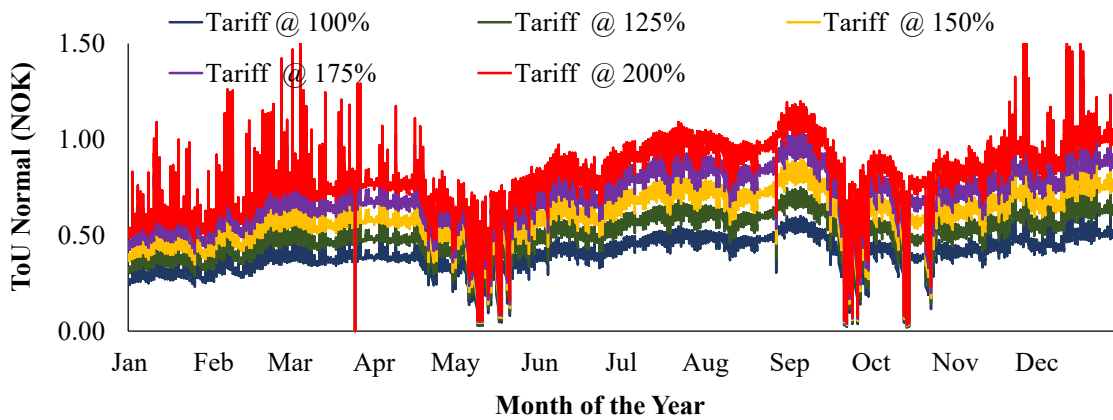 Tariff @ 100% Tariff @ 125% Tariff @ 150%
Tariff @ 175% Tariff @ 200%
ToU Normal (NOK)
1.50
1.00
0.50
0.00
Jan Feb Mar Apr May Jun Jul Aug Sep Oct Nov Dec
Month of the Year